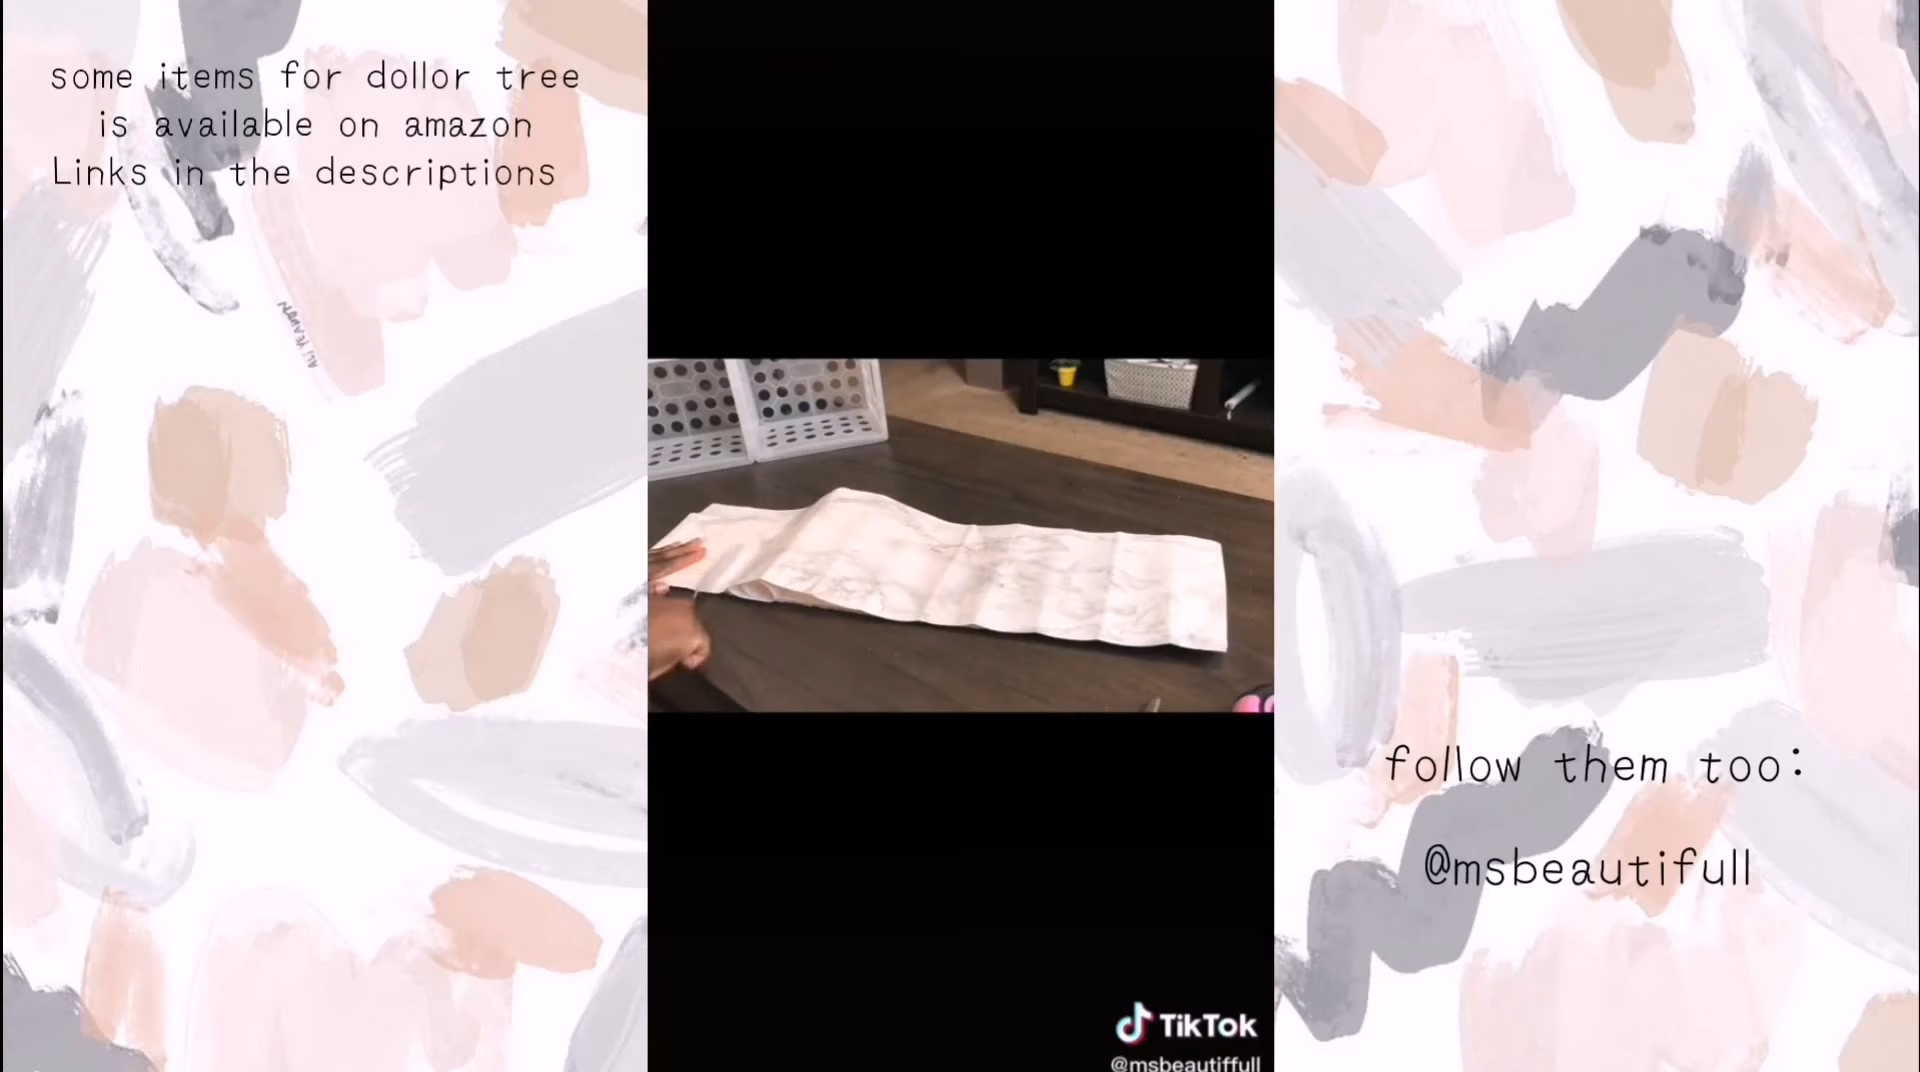 some items for dollor tree
is available on amazon
Links in the descriptions
follow them too:
@msbeautifull
TikTok
@msbeautiffull